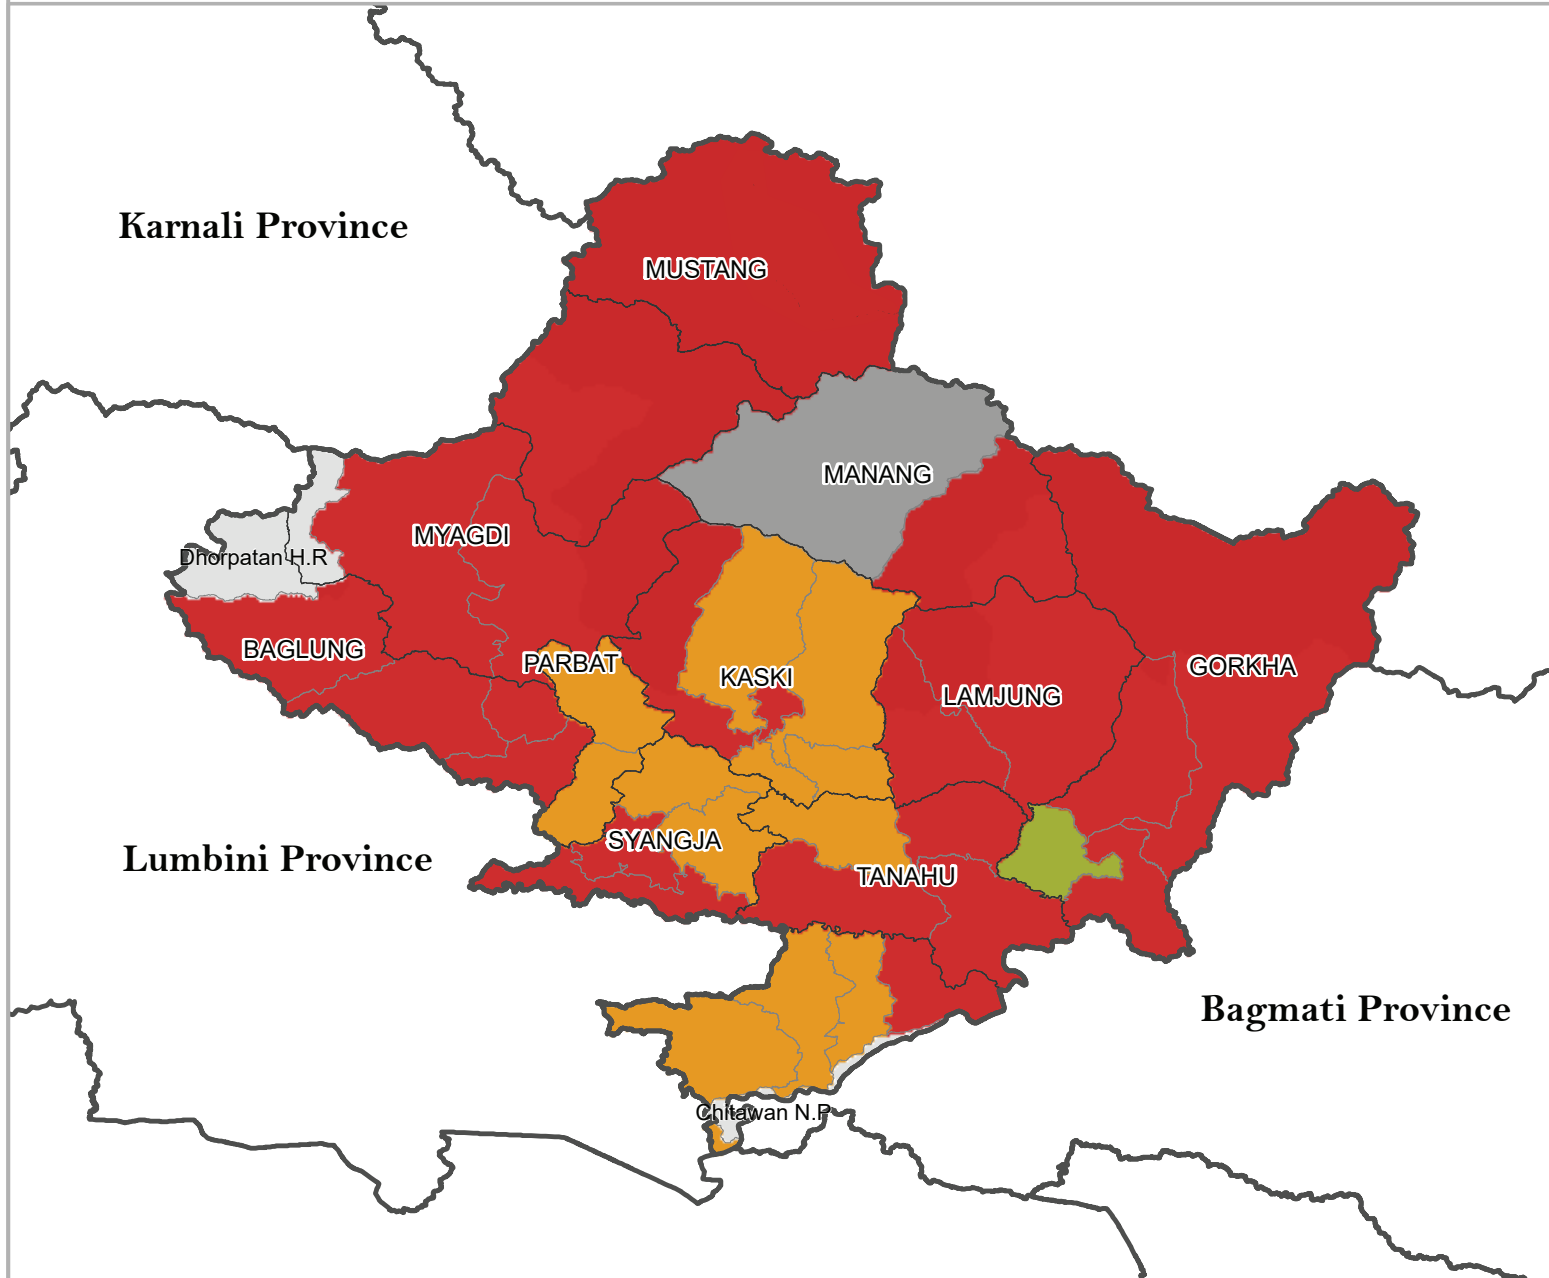 Karnali Province
MUSTANG
MANANG
MYAGDI
Dhorpatan H.R
BAGLUNG
PARBAT
KASKI
GORKHA
LAMJUNG
SYANGJA
Lumbini Province
TANAHU
Bagmati Province
Chitawan N.P